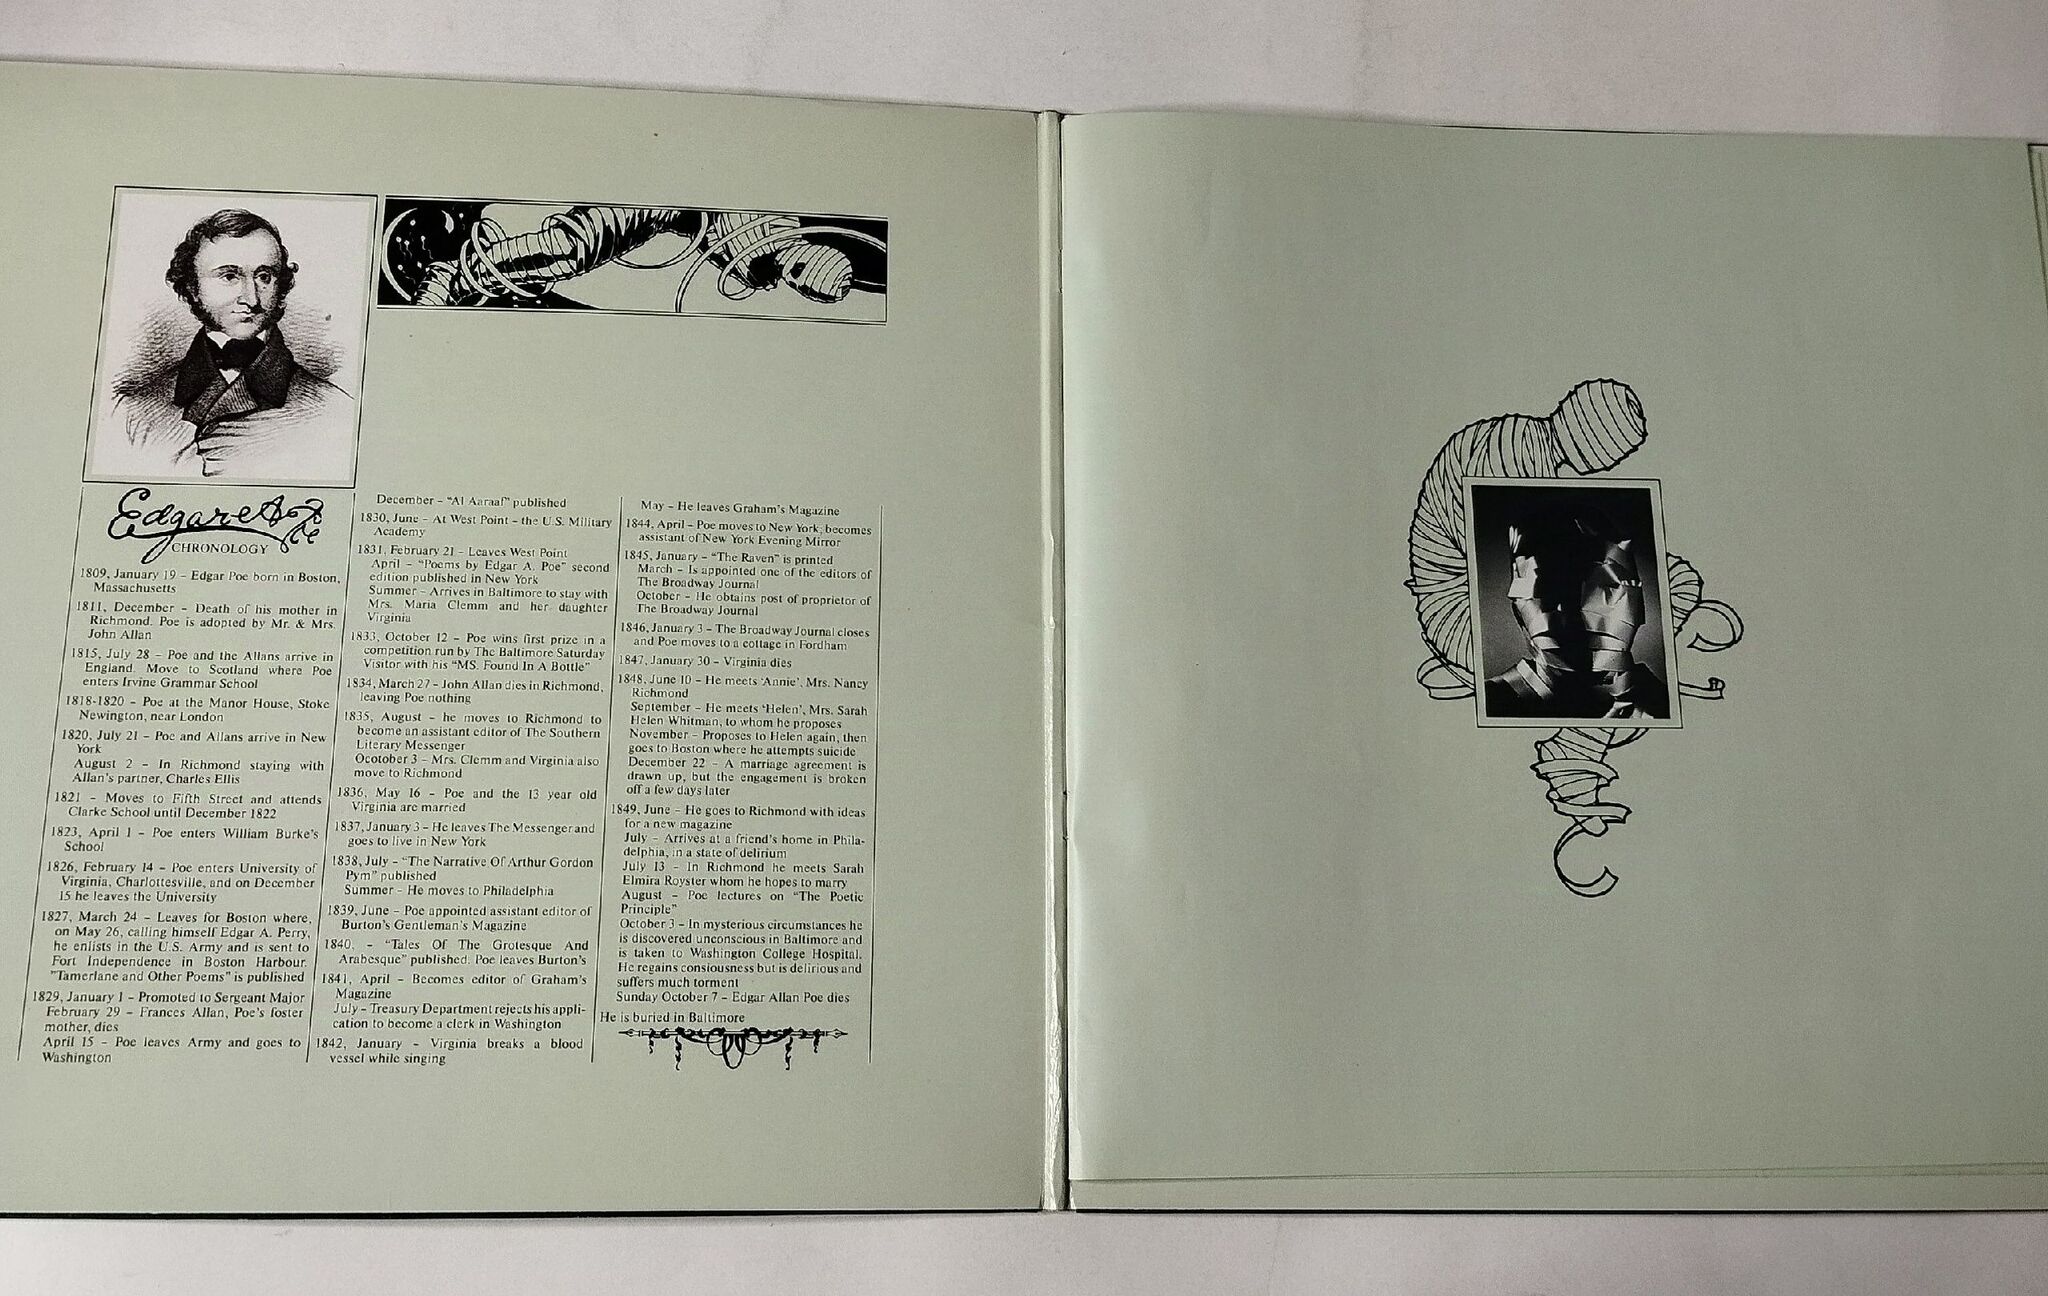 Edgar A Poe
CHRONOLOGY
1809, January 19 – Edgar Poe born in Boston,
Massachusetts
1811, December – Death of his mother in
Richmond. Poe is adopted by Mr. & Mrs.
John Allan
1815, July 28 – Poe and the Allans arrive in
England. Move to Scotland where Poe
enters Irvine Grammar School
1818-1820 – Poe at the Manor House, Stoke
Newington, near London
1820, July 21 – Poe and Allans arrive in New
York
August 2 – In Richmond staying with
Allan's partner, Charles Ellis
1821 – Moves to Fifth Street and attends
Clarke School until December 1822
1823, April 1 – Poe enters William Burke's
School
1826, February 14 – Poe enters University of
Virginia, Charlottesville, and on December
15 he leaves the University
1827, March 24 – Leaves for Boston where,
on May 26, calling himself Edgar A. Perry,
he enlists in the U.S. Army and is sent to
Fort Independence in Boston Harbour.
"Tamerlane and Other Poems" is published
1829, January 1 – Promoted to Sergeant Major
February 29 – Frances Allan, Poe's foster
mother, dies
April 15 – Poe leaves Army and goes to
Washington
December – "Al Aaraaf" published
1830, June – At West Point – the U.S. Military
Academy
1831, February 21 – Leaves West Point
April – "Poems by Edgar A. Poe" second
edition published in New York
Summer – Arrives in Baltimore to stay with
Mrs. Maria Clemm and her daughter
Virginia
1833, October 12 – Poe wins first prize in a
competition run by The Baltimore Saturday
Visitor with his "MS. Found In A Bottle"
1834, March 27 – John Allan dies in Richmond,
leaving Poe nothing
1835, August – he moves to Richmond to
become an assistant editor of The Southern
Literary Messenger
Ocotober 3 – Mrs. Clemm and Virginia also
move to Richmond
1836, May 16 – Poe and the 13 year old
Virginia are married
1837, January 3 – He leaves The Messenger and
goes to live in New York
1838, July – "The Narrative Of Arthur Gordon
Pym" published
Summer – He moves to Philadelphia
1839, June – Poe appointed assistant editor of
Burton's Gentleman's Magazine
1840, – "Tales Of The Grotesque And
Arabesque" published. Poe leaves Burton's
1841, April – Becomes editor of Graham's
Magazine
July – Treasury Department rejects his appli-
cation to become a clerk in Washington
1842, January – Virginia breaks a blood
vessel while singing
May – He leaves Graham's Magazine
1844, April – Poe moves to New York; becomes
assistant of New York Evening Mirror
1845, January – "The Raven" is printed
March – Is appointed one of the editors of
The Broadway Journal
October – He obtains post of proprietor of
The Broadway Journal
1846, January 3 – The Broadway Journal closes
and Poe moves to a cottage in Fordham
1847, January 30 – Virginia dies
1848, June 10 – He meets 'Annie', Mrs. Nancy
Richmond
September – He meets 'Helen', Mrs. Sarah
Helen Whitman, to whom he proposes
November – Proposes to Helen again, then
goes to Boston where he attempts suicide
December 22 – A marriage agreement is
drawn up, but the engagement is broken
off a few days later
1849, June – He goes to Richmond with ideas
for a new magazine
July – Arrives at a friend's home in Phila-
delphia, in a state of delirium
July 13 – In Richmond he meets Sarah
Elmira Royster whom he hopes to marry
August – Poe lectures on "The Poetic
Principle"
October 3 – In mysterious circumstances he
is discovered unconscious in Baltimore and
is taken to Washington College Hospital.
He regains consiousness but is delirious and
suffers much torment
Sunday October 7 – Edgar Allan Poe dies
He is buried in Baltimore